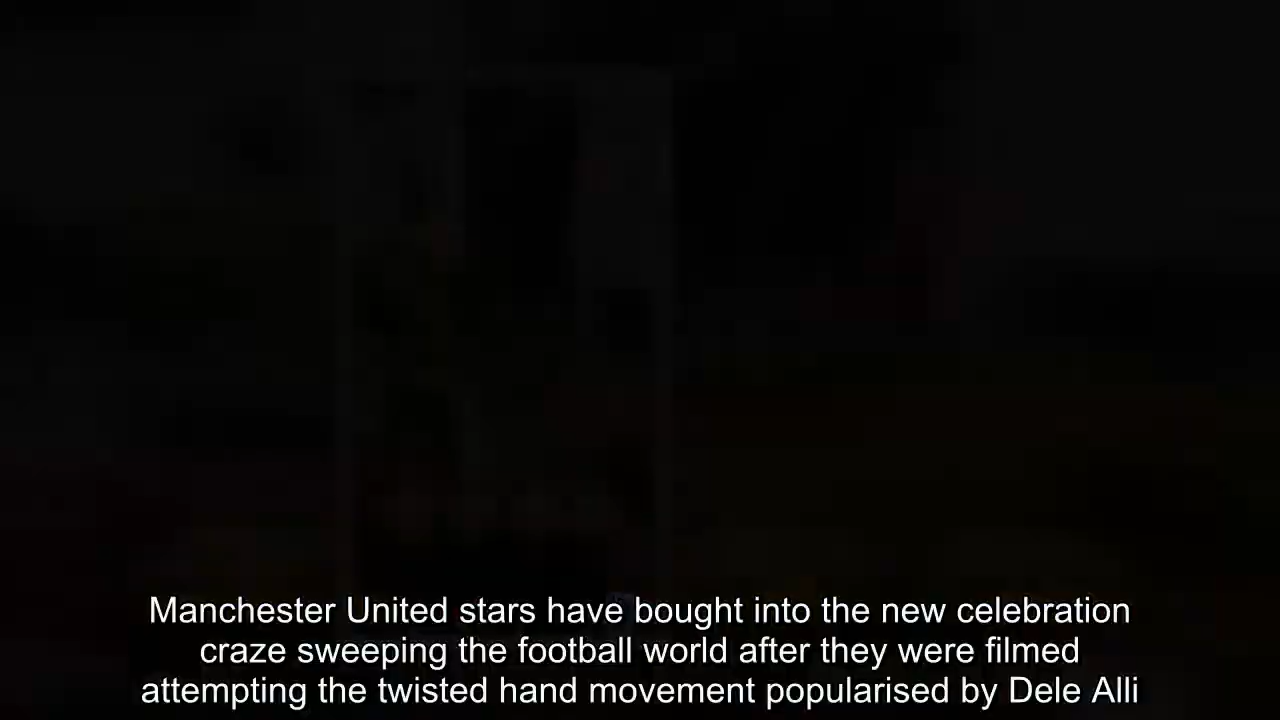 Manchester United stars have bought into the new celebration
craze sweeping the football world after they were filmed
attempting the twisted hand movement popularised by Dele Alli